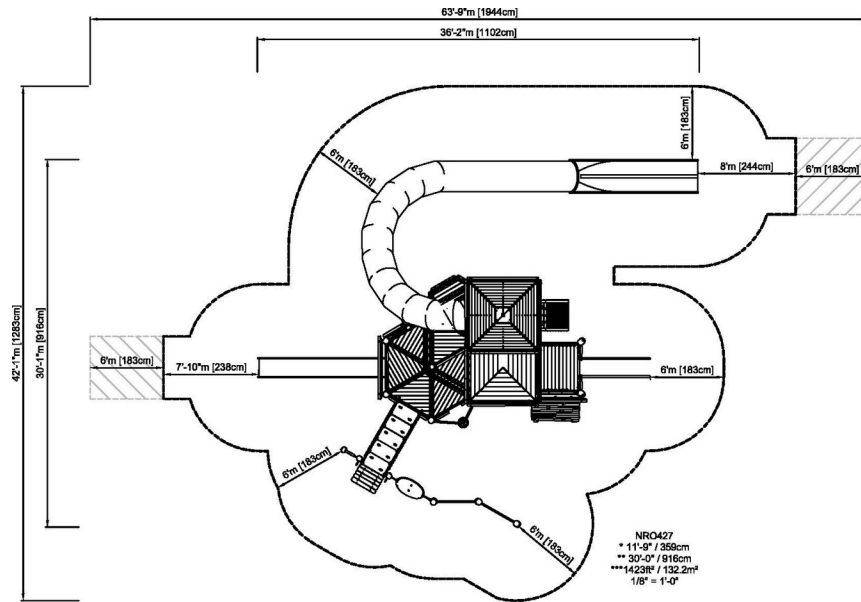 63'-9"m [1944cm]
36'-2"m [1102cm]
6'm [183cm]
6'm [183cm]
8'm [244cm]
6'm [183cm]
42'-1"m [1283cm]
30'-1"m [916cm]
6'm [183cm]
7'-10"m [238cm]
6'm [183cm]
6'm [183cm]
6'm [183cm]
NRO427
* 11'-9" / 359cm
** 30'-0" / 916cm
***1423ft² / 132.2m²
1/8" = 1'-0"